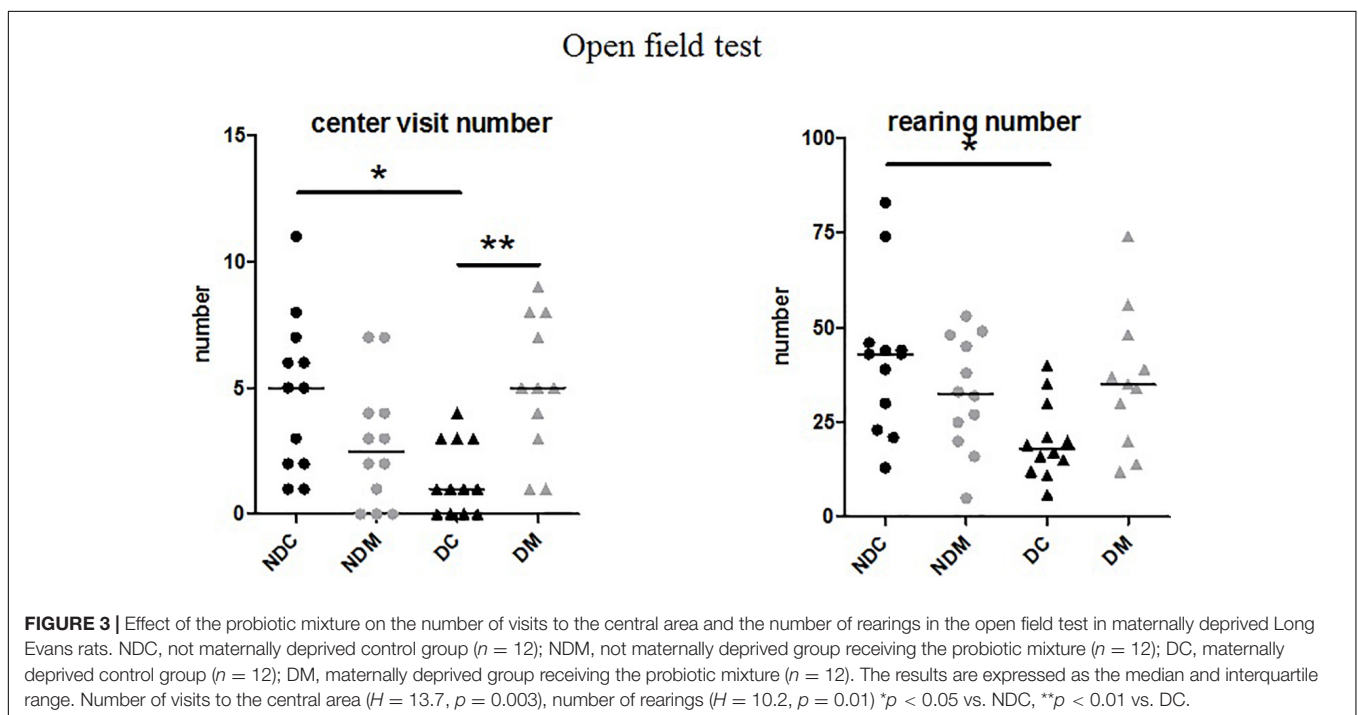 Open field test
center visit number
15
10
5
0
number
*
**
NDC
NDM
DC
DM
rearing number
100
75
50
25
0
number
*
NDC
NDM
DC
DM
FIGURE 3 | Effect of the probiotic mixture on the number of visits to the central area and the number of rearings in the open field test in maternally deprived Long
Evans rats. NDC, not maternally deprived control group (n = 12); NDM, not maternally deprived group receiving the probiotic mixture (n = 12); DC, maternally
deprived control group (n = 12); DM, maternally deprived group receiving the probiotic mixture (n = 12). The results are expressed as the median and interquartile
range. Number of visits to the central area (H = 13.7, p = 0.003), number of rearings (H = 10.2, p = 0.01) *p < 0.05 vs. NDC, **p < 0.01 vs. DC.